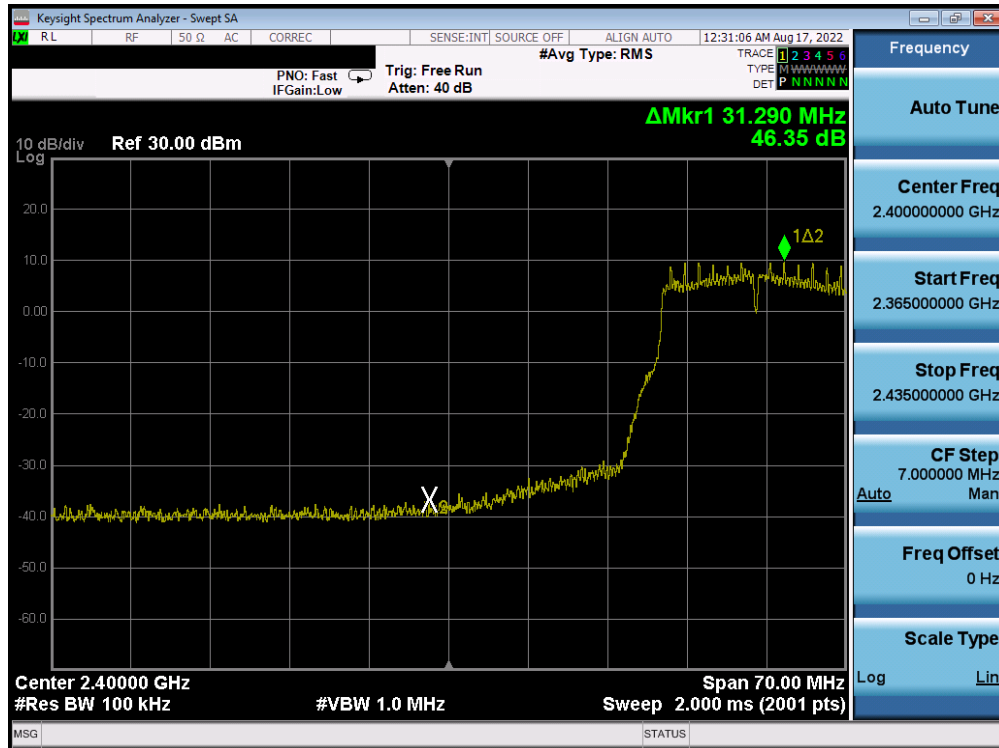 Keysight Spectrum Analyzer - Swept SA
LXI RL RF 50 Ω AC CORREC SENSE:INT SOURCE OFF ALIGN AUTO 12:31:06 AM Aug 17, 2022
#Avg Type: RMS TRACE 1 2 3 4 5 6
PNO: Fast Trig: Free Run TYPE M WWWWW
IFGain:Low Atten: 40 dB DET P N N N N N
ΔMkr1 31.290 MHz
46.35 dB
10 dB/div Ref 30.00 dBm
Log
20.0
10.0
0.00
-10.0
-20.0
-30.0
-40.0
-50.0
-60.0
1Δ2
X2
Center 2.40000 GHz Span 70.00 MHz
#Res BW 100 kHz #VBW 1.0 MHz Sweep 2.000 ms (2001 pts)
MSG STATUS
Frequency
Auto Tune
Center Freq
2.400000000 GHz
Start Freq
2.365000000 GHz
Stop Freq
2.435000000 GHz
CF Step
7.000000 MHz
Auto Man
Freq Offset
0 Hz
Scale Type
Log Lin